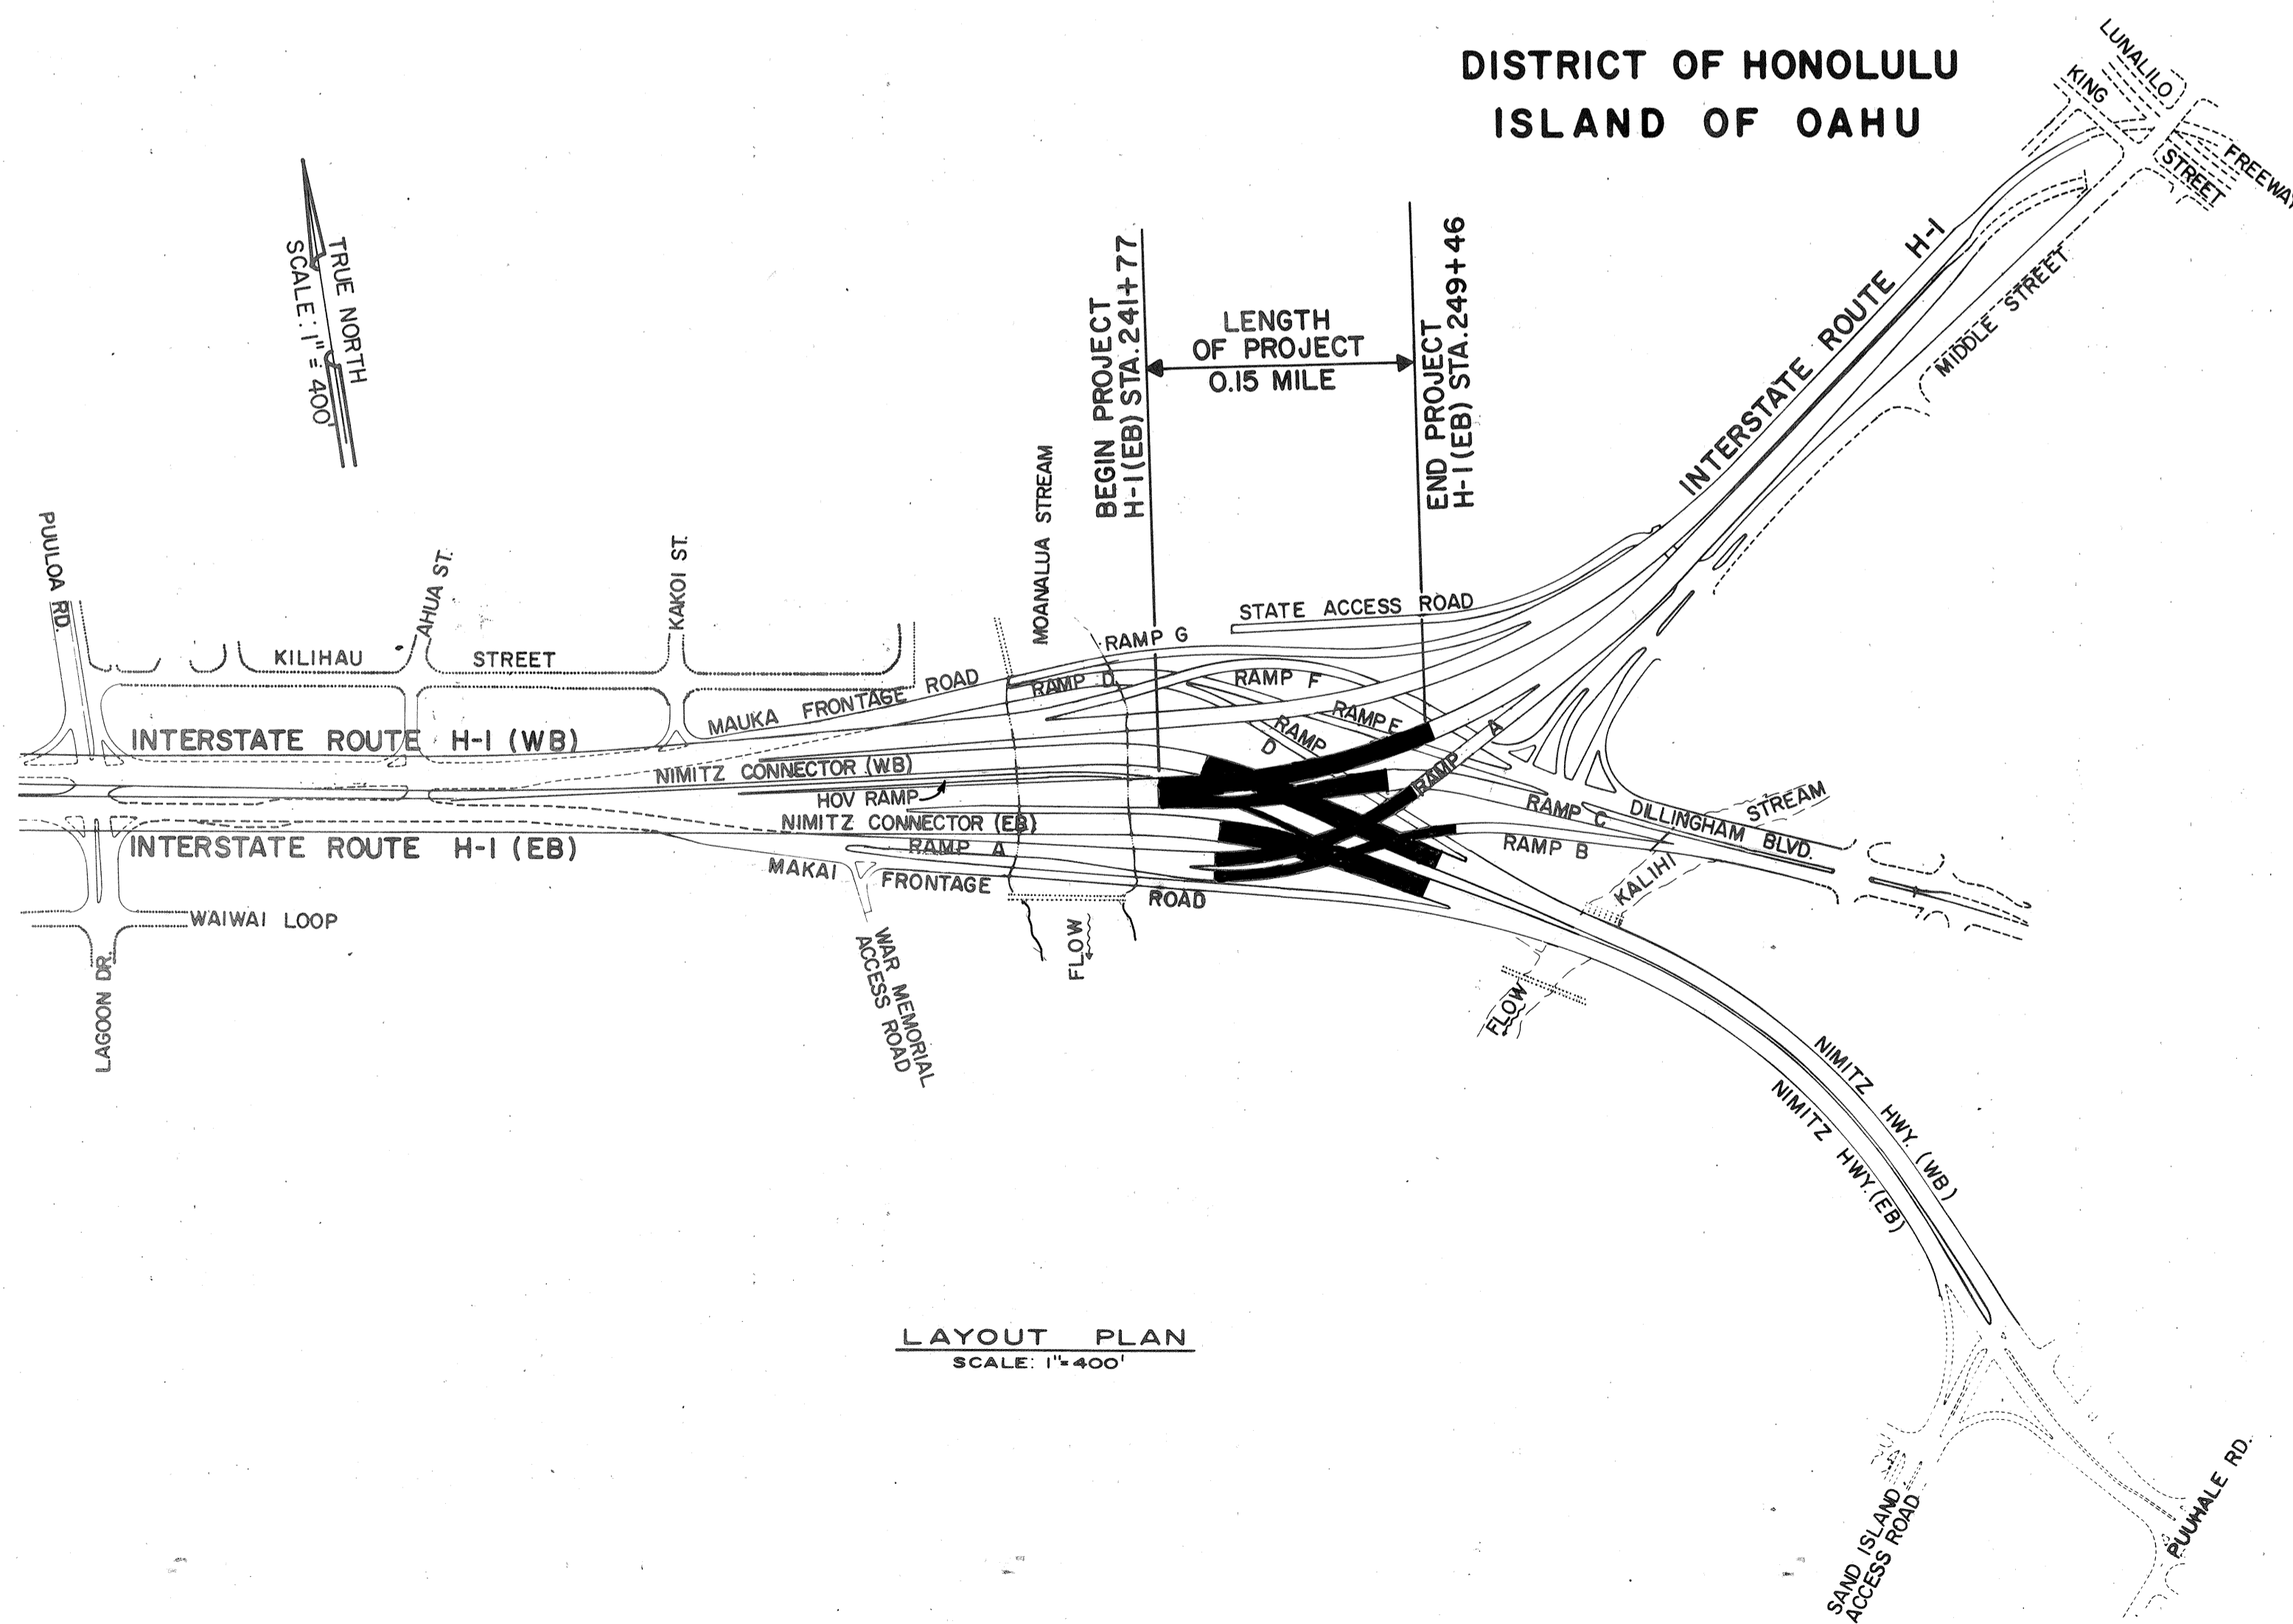 DISTRICT OF HONOLULU
ISLAND OF OAHU
LUNALILO
FREEWAY
KING
STREET
INTERSTATE ROUTE H-1
MIDDLE STREET
TRUE NORTH
SCALE: 1" = 400'
BEGIN PROJECT
H-1 (EB) STA. 241+77
LENGTH
OF PROJECT
0.15 MILE
END PROJECT
H-1 (EB) STA. 249+46
MOANALUA STREAM
PUULOA RD.
AHUA ST.
KAKOI ST.
KILIHAU STREET
STATE ACCESS ROAD
RAMP G
RAMP D
RAMP F
RAMP E
RAMP
D
RAMP A
MAUKA FRONTAGE ROAD
INTERSTATE ROUTE H-1 (WB)
NIMITZ CONNECTOR (WB)
HOV RAMP
NIMITZ CONNECTOR (EB)
INTERSTATE ROUTE H-1 (EB)
RAMP A
MAKAI FRONTAGE ROAD
RAMP C
RAMP B
DILLINGHAM BLVD.
KALIHI STREAM
WAIWAI LOOP
LAGOON DR.
WAR MEMORIAL
ACCESS ROAD
FLOW
FLOW
NIMITZ HWY. (WB)
NIMITZ HWY. (EB)
LAYOUT PLAN
SCALE: 1"=400'
SAND ISLAND
ACCESS ROAD
PUUHALE RD.